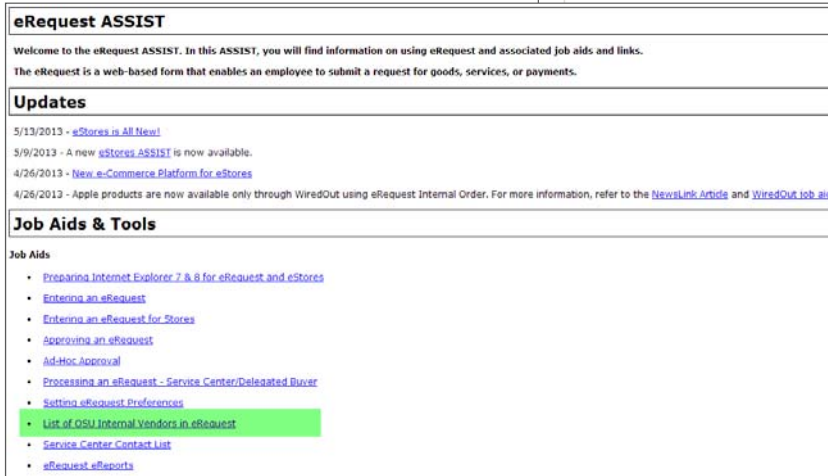 eRequest ASSIST
Welcome to the eRequest ASSIST. In this ASSIST, you will find information on using eRequest and associated job aids and links.
The eRequest is a web-based form that enables an employee to submit a request for goods, services, or payments.
Updates
5/13/2013 - eStores is All New!
5/9/2013 - A new eStores ASSIST is now available.
4/26/2013 - New e-Commerce Platform for eStores
4/26/2013 - Apple products are now available only through WiredOut using eRequest Internal Order. For more information, refer to the NewsLink Article and WiredOut job aid
Job Aids & Tools
Job Aids
• Preparing Internet Explorer 7 & 8 for eRequest and eStores
• Entering an eRequest
• Entering an eRequest for Stores
• Approving an eRequest
• Ad-Hoc Approval
• Processing an eRequest - Service Center/Delegated Buyer
• Setting eRequest Preferences
• List of OSU Internal Vendors in eRequest
• Service Center Contact List
• eRequest eReports